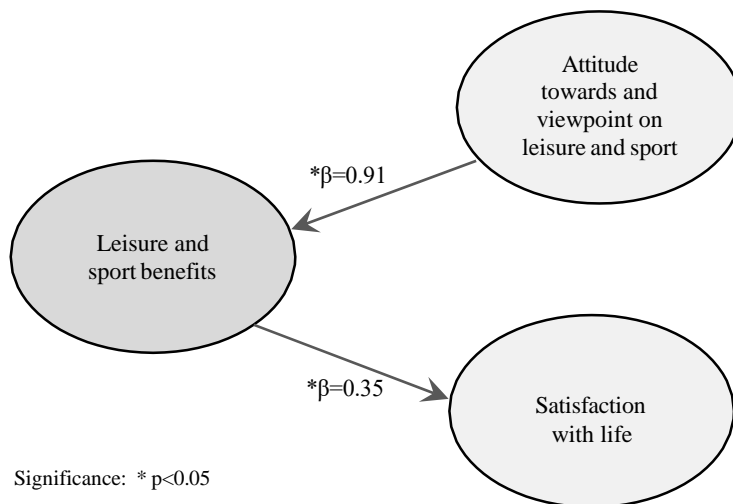 Attitude
towards and
viewpoint on
leisure and sport
*β=0.91
Leisure and
sport benefits
*β=0.35
Satisfaction
with life
Significance: * p<0.05